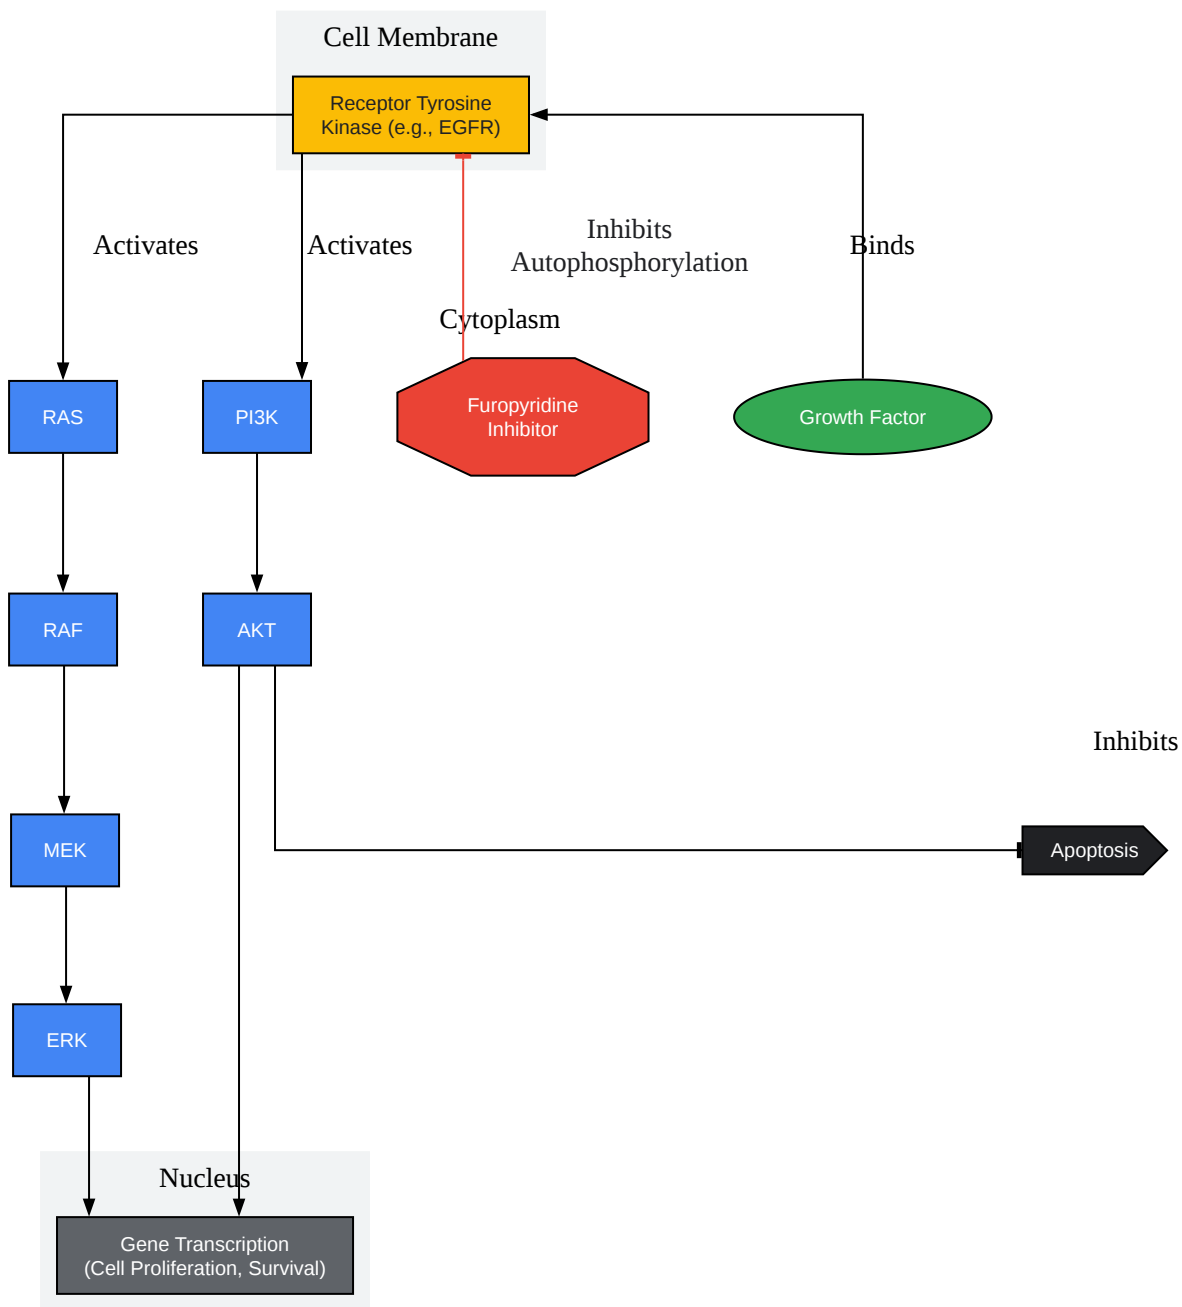 Cell Membrane
Receptor Tyrosine
Kinase (e.g., EGFR)
Activates
Activates
Inhibits
Autophosphorylation
Binds
Cytoplasm
RAS
PI3K
Furopyridine
Inhibitor
Growth Factor
RAF
AKT
Inhibits
MEK
Apoptosis
ERK
Nucleus
Gene Transcription
(Cell Proliferation, Survival)